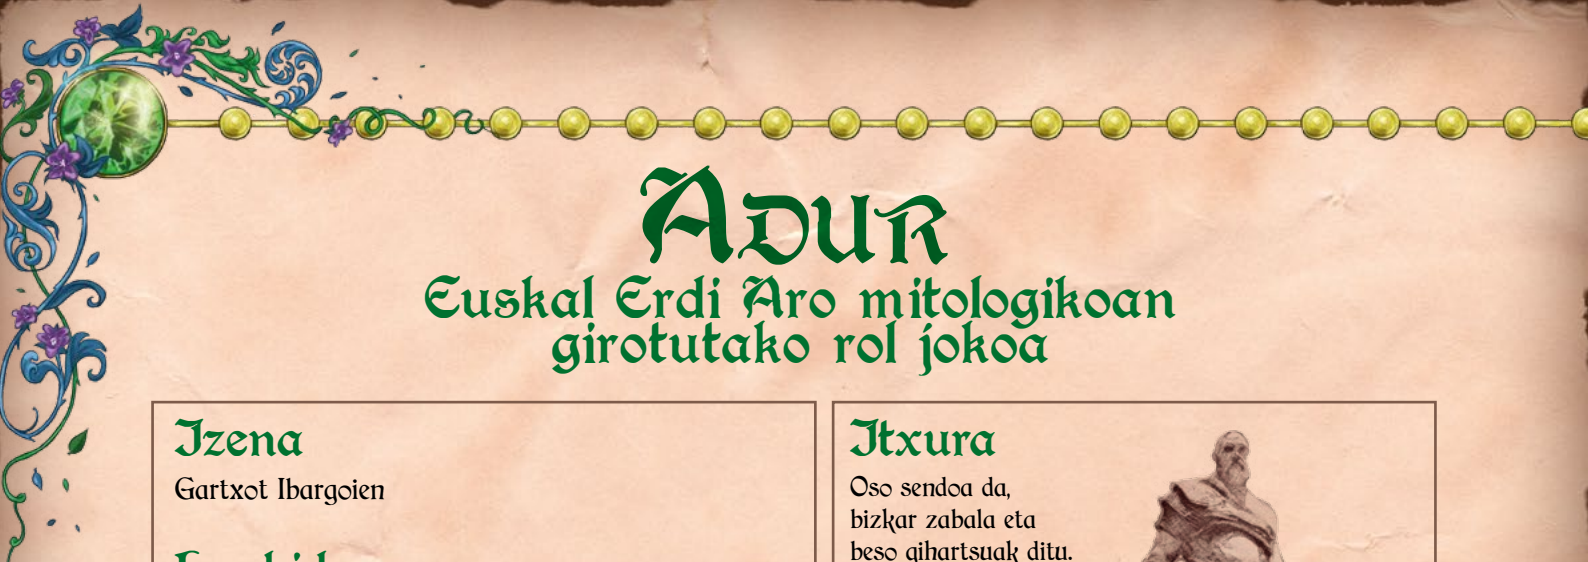 Adur
Euskal Erdi Aro mitologikoan
girotutako rol jokoa
Izena
Gartxot Ibargoien
Itxura
Oso sendoa da,
bizkar zabala eta
beso gihartsuak ditu.